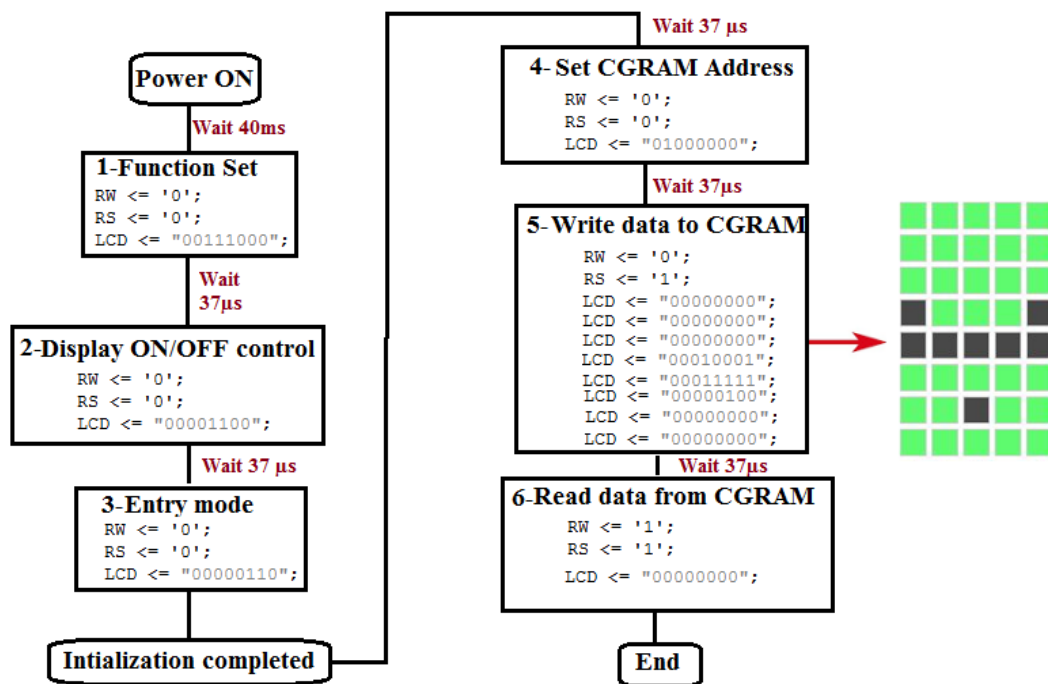 Power ON
Wait 40ms
1-Function Set
RW <= '0';
RS <= '0';
LCD <= "00111000";
Wait
37µs
2-Display ON/OFF control
RW <= '0';
RS <= '0';
LCD <= "00001100";
Wait 37 µs
3-Entry mode
RW <= '0';
RS <= '0';
LCD <= "00000110";
Intialization completed
Wait 37 µs
4- Set CGRAM Address
RW <= '0';
RS <= '0';
LCD <= "01000000";
Wait 37µs
5- Write data to CGRAM
RW <= '0';
RS <= '1';
LCD <= "00000000";
LCD <= "00000000";
LCD <= "00000000";
LCD <= "00010001";
LCD <= "00011111";
LCD <= "00000100";
LCD <= "00000000";
LCD <= "00000000";
Wait 37µs
6-Read data from CGRAM
RW <= '1';
RS <= '1';
LCD <= "00000000";
End